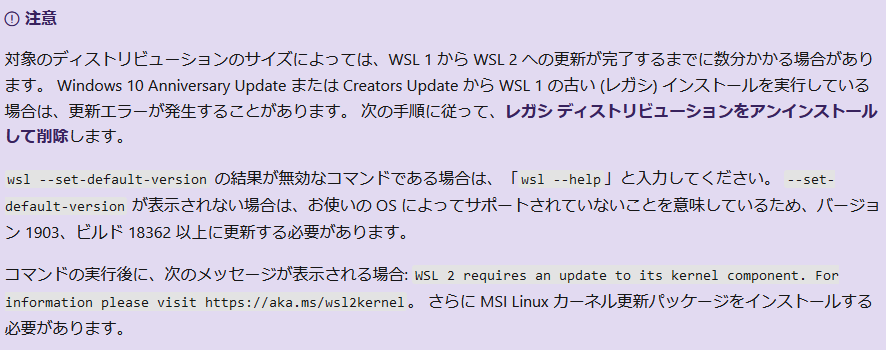 注意
対象のディストリビューションのサイズによっては、WSL 1 から WSL 2 への更新が完了するまでに数分かかる場合があり
ます。 Windows 10 Anniversary Update または Creators Update から WSL 1 の古い (レガシ) インストールを実行している
場合は、更新エラーが発生することがあります。 次の手順に従って、レガシ ディストリビューションをアンインストール
して削除します。
wsl --set-default-version の結果が無効なコマンドである場合は、「wsl --help」と入力してください。 --set-
default-version が表示されない場合は、お使いの OS によってサポートされていないことを意味しているため、バージョ
ン 1903、ビルド 18362 以上に更新する必要があります。
コマンドの実行後に、次のメッセージが表示される場合: WSL 2 requires an update to its kernel component. For
information please visit https://aka.ms/wsl2kernel。 さらに MSI Linux カーネル更新パッケージをインストールする
必要があります。